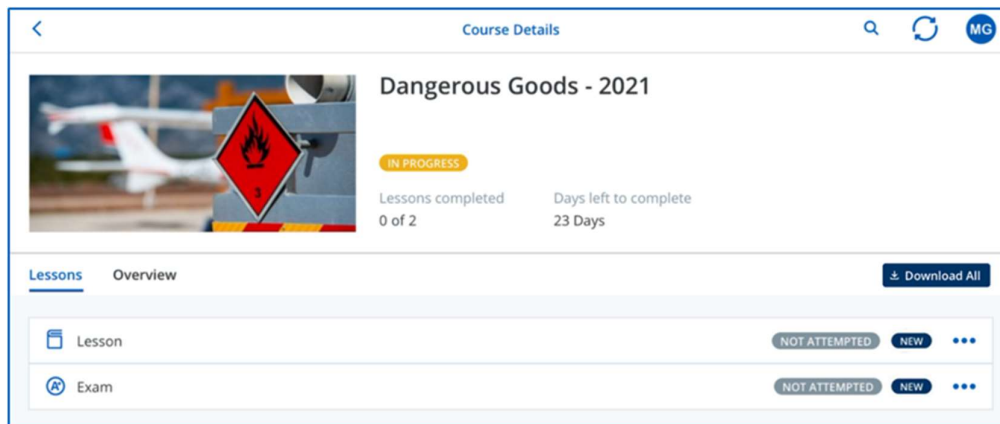 Course Details
MG
Dangerous Goods - 2021
3
IN PROGRESS
Lessons completed Days left to complete
0 of 2 23 Days
Lessons Overview Download All
Lesson NOT ATTEMPTED NEW
Exam NOT ATTEMPTED NEW